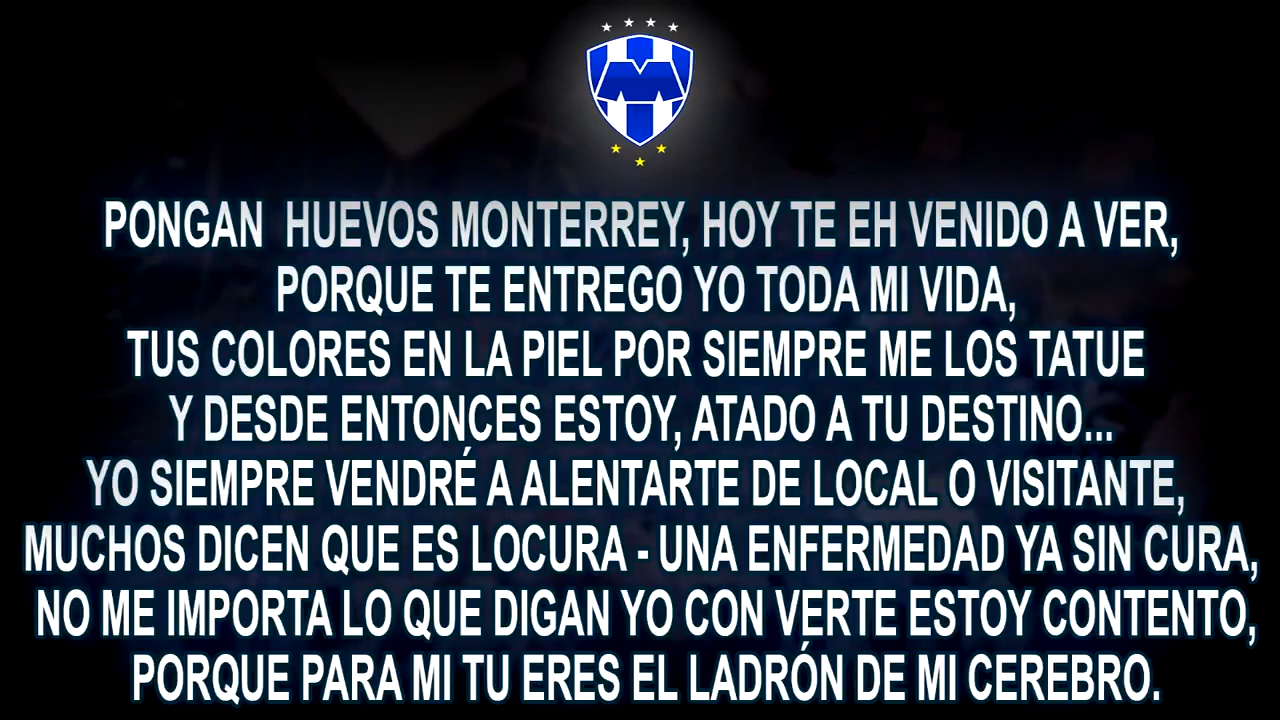 PONGAN HUEVOS MONTERREY, HOY TE EH VENIDO A VER,
PORQUE TE ENTREGO YO TODA MI VIDA,
TUS COLORES EN LA PIEL POR SIEMPRE ME LOS TATUE
Y DESDE ENTONCES ESTOY, ATADO A TU DESTINO...
YO SIEMPRE VENDRÉ A ALENTARTE DE LOCAL O VISITANTE,
MUCHOS DICEN QUE ES LOCURA - UNA ENFERMEDAD YA SIN CURA,
NO ME IMPORTA LO QUE DIGAN YO CON VERTE ESTOY CONTENTO,
PORQUE PARA MI TU ERES EL LADRÓN DE MI CEREBRO.